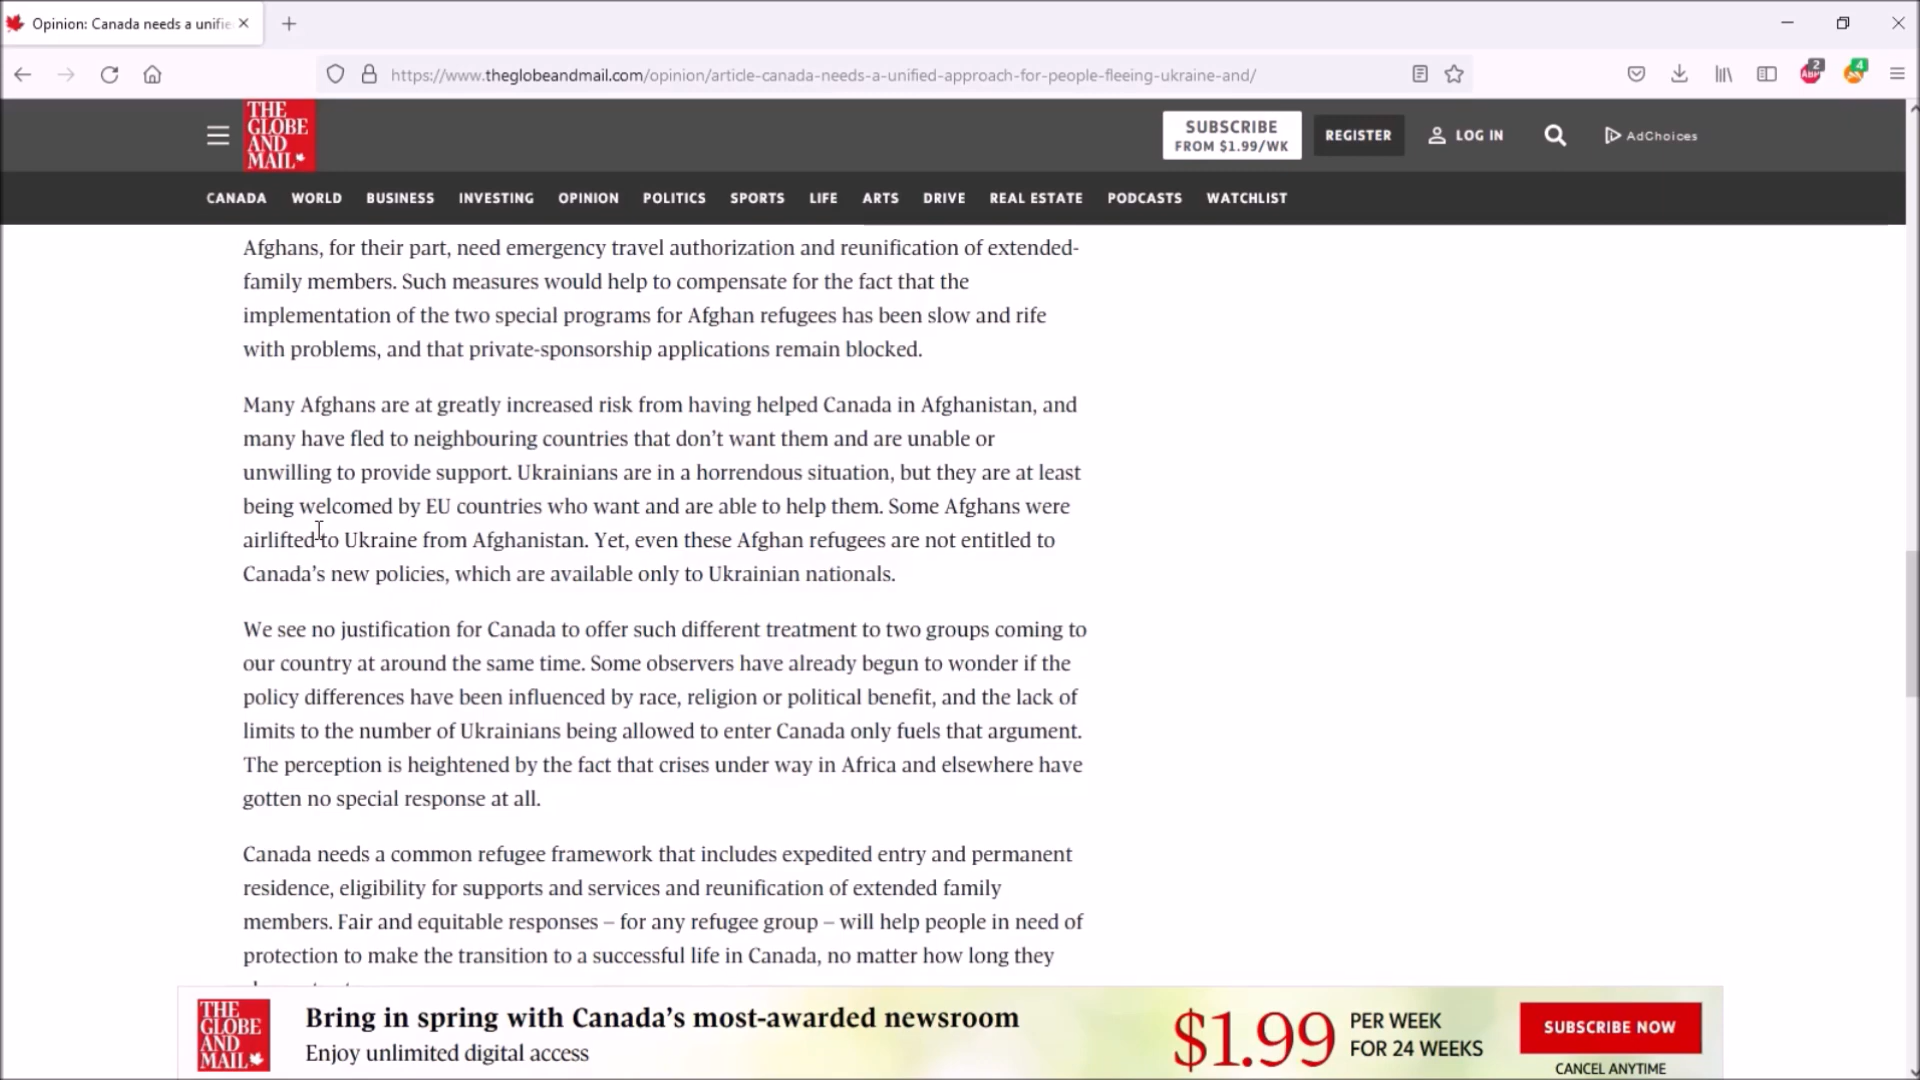 Opinion: Canada needs a unifie
https://www.theglobeandmail.com/opinion/article-canada-needs-a-unified-approach-for-people-fleeing-ukraine-and/
2
ABP
4
THE
GLOBE
AND
MAIL
SUBSCRIBE
FROM $1.99/WK
REGISTER
LOG IN
AdChoices
CANADA WORLD BUSINESS INVESTING OPINION POLITICS SPORTS LIFE ARTS DRIVE REAL ESTATE PODCASTS WATCHLIST
Afghans, for their part, need emergency travel authorization and reunification of extended-
family members. Such measures would help to compensate for the fact that the
implementation of the two special programs for Afghan refugees has been slow and rife
with problems, and that private-sponsorship applications remain blocked.
Many Afghans are at greatly increased risk from having helped Canada in Afghanistan, and
many have fled to neighbouring countries that don’t want them and are unable or
unwilling to provide support. Ukrainians are in a horrendous situation, but they are at least
being welcomed by EU countries who want and are able to help them. Some Afghans were
airlifted to Ukraine from Afghanistan. Yet, even these Afghan refugees are not entitled to
Canada’s new policies, which are available only to Ukrainian nationals.
We see no justification for Canada to offer such different treatment to two groups coming to
our country at around the same time. Some observers have already begun to wonder if the
policy differences have been influenced by race, religion or political benefit, and the lack of
limits to the number of Ukrainians being allowed to enter Canada only fuels that argument.
The perception is heightened by the fact that crises under way in Africa and elsewhere have
gotten no special response at all.
Canada needs a common refugee framework that includes expedited entry and permanent
residence, eligibility for supports and services and reunification of extended family
members. Fair and equitable responses – for any refugee group – will help people in need of
protection to make the transition to a successful life in Canada, no matter how long they
THE
GLOBE
AND
MAIL
Bring in spring with Canada’s most-awarded newsroom
Enjoy unlimited digital access
$1.99
PER WEEK
FOR 24 WEEKS
SUBSCRIBE NOW
CANCEL ANYTIME